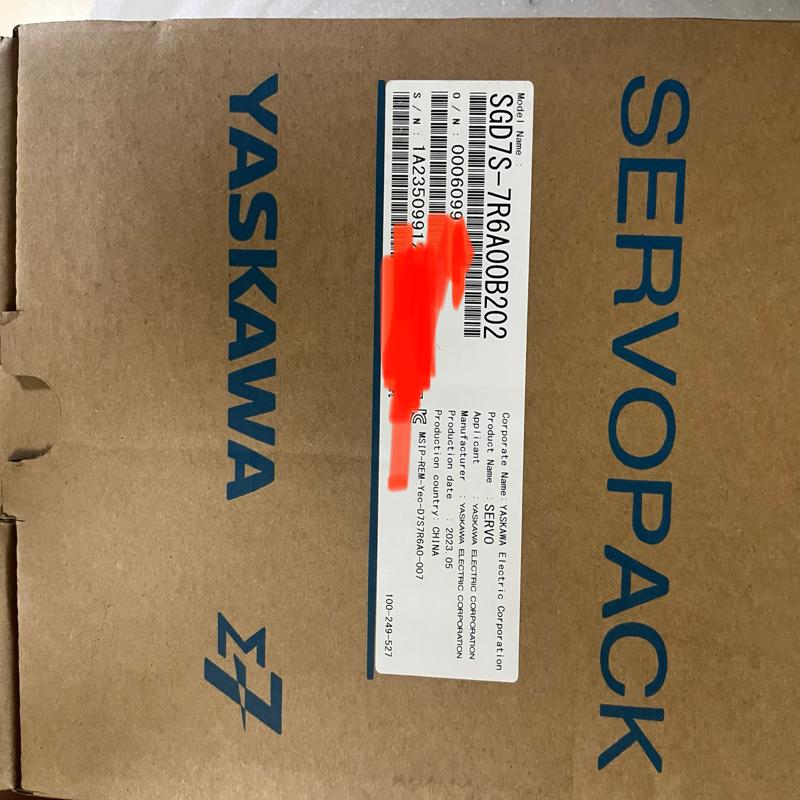 SERVOPACK
Model Name :
SGD7S-7R6A00B202
O / N : 0006099
S / N : 1A2350991
Corporate Name: YASKAWA Electric Corporation
Product Name : SERVO
Applicant : YASKAWA ELECTRIC CORPORATION
Manufacturer : YASKAWA ELECTRIC CORPORATION
Production date : 2023.05
Production country: CHINA
MSIP-REM-Yec-D7S7R6A0-007
100-249-527
YASKAWA Σ7